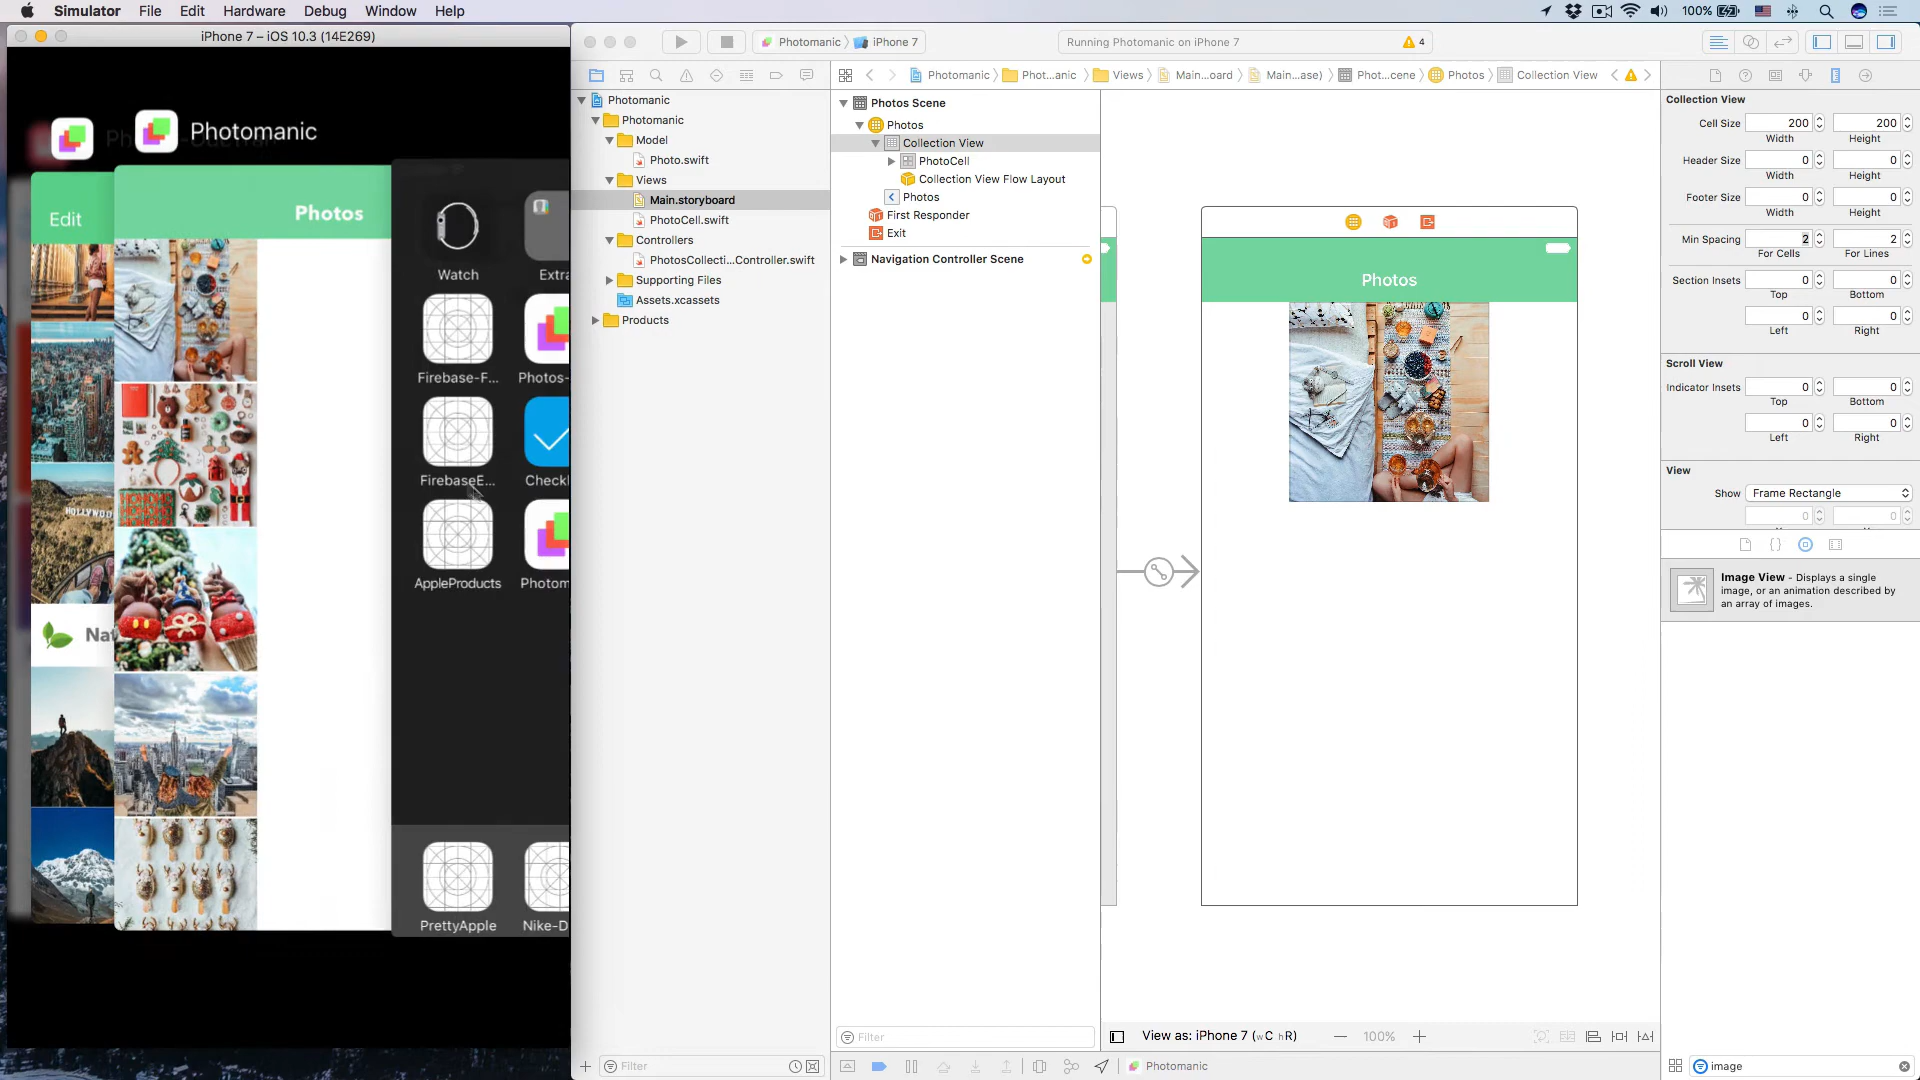 Simulator File Edit Hardware Debug Window Help
100%
iPhone 7 – iOS 10.3 (14E269)
Photomanic
Edit
Photos
Watch
Extra
Firebase-F...
Photos-
FirebaseE...
Checkl
AppleProducts
Photom
HOLLYWOOD
HOHOHO
Nat
PrettyApple
Nike-D
Photomanic iPhone 7
Running Photomanic on iPhone 7
4
Photomanic
Photomanic
Model
Photo.swift
Views
Main.storyboard
PhotoCell.swift
Controllers
PhotosCollecti...Controller.swift
Supporting Files
Assets.xcassets
Products
Filter
Photomanic Phot...anic Views Main....oard Main....ase) Phot...cene Photos Collection View
Photos Scene
Photos
Collection View
PhotoCell
Collection View Flow Layout
Photos
First Responder
Exit
Navigation Controller Scene
Filter
Photos
View as: iPhone 7 (wC hR)
100%
Photomanic
Collection View
Cell Size 200 200
Width Height
Header Size 0 0
Width Height
Footer Size 0 0
Width Height
Min Spacing 2 2
For Cells For Lines
Section Insets 0 0
Top Bottom
0 0
Left Right
Scroll View
Indicator Insets 0 0
Top Bottom
0 0
Left Right
View
Show Frame Rectangle
0 0
Image View - Displays a single
image, or an animation described by
an array of images.
image